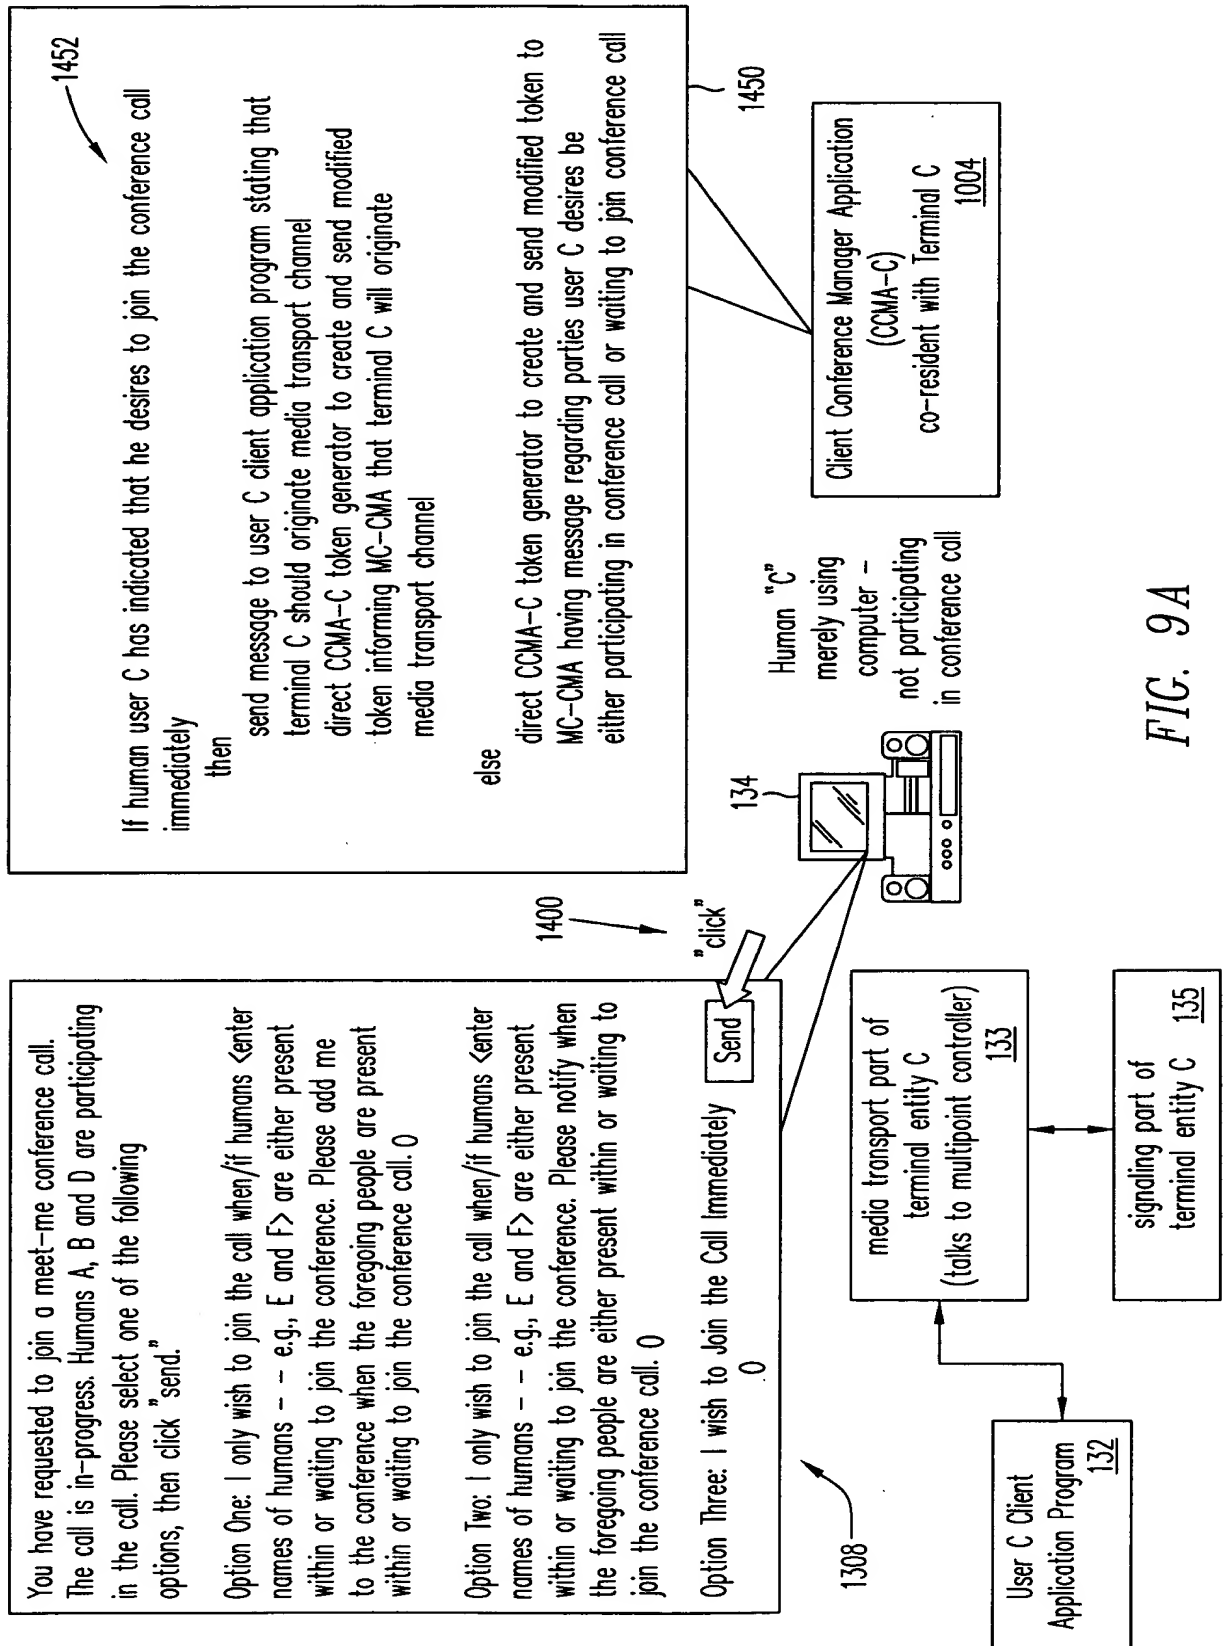 You have requested to join a meet-me conference call.
The call is in-progress. Humans A, B and D are participating
in the call. Please select one of the following
options, then click "send."
Option One: I only wish to join the call when/if humans <enter
names of humans - - e.g., E and F> are either present
within or waiting to join the conference. Please add me
to the conference when the foregoing people are present
within or waiting to join the conference call. O
Option Two: I only wish to join the call when/if humans <enter
names of humans - - e.g., E and F> are either present
within or waiting to join the conference. Please notify when
the foregoing people are either present within or waiting to
join the conference call. O
Option Three: I wish to Join the Call Immediately
O
Send
"click"
1400
1308
1452
If human user C has indicated that he desires to join the conference call
immediately
then
send message to user C client application program stating that
terminal C should originate media transport channel
direct CCMA-C token generator to create and send modified
token informing MC-CMA that terminal C will originate
media transport channel
else
direct CCMA-C token generator to create and send modified token to
MC-CMA having message regarding parties user C desires be
either participating in conference call or waiting to join conference call
1450
134
Human "C"
merely using
computer –
not participating
in conference call
Client Conference Manager Application
(CCMA-C)
co-resident with Terminal C
1004
media transport part of
terminal entity C
(talks to multipoint controller)
133
signaling part of
terminal entity C
135
User C Client
Application Program
132
FIG. 9A